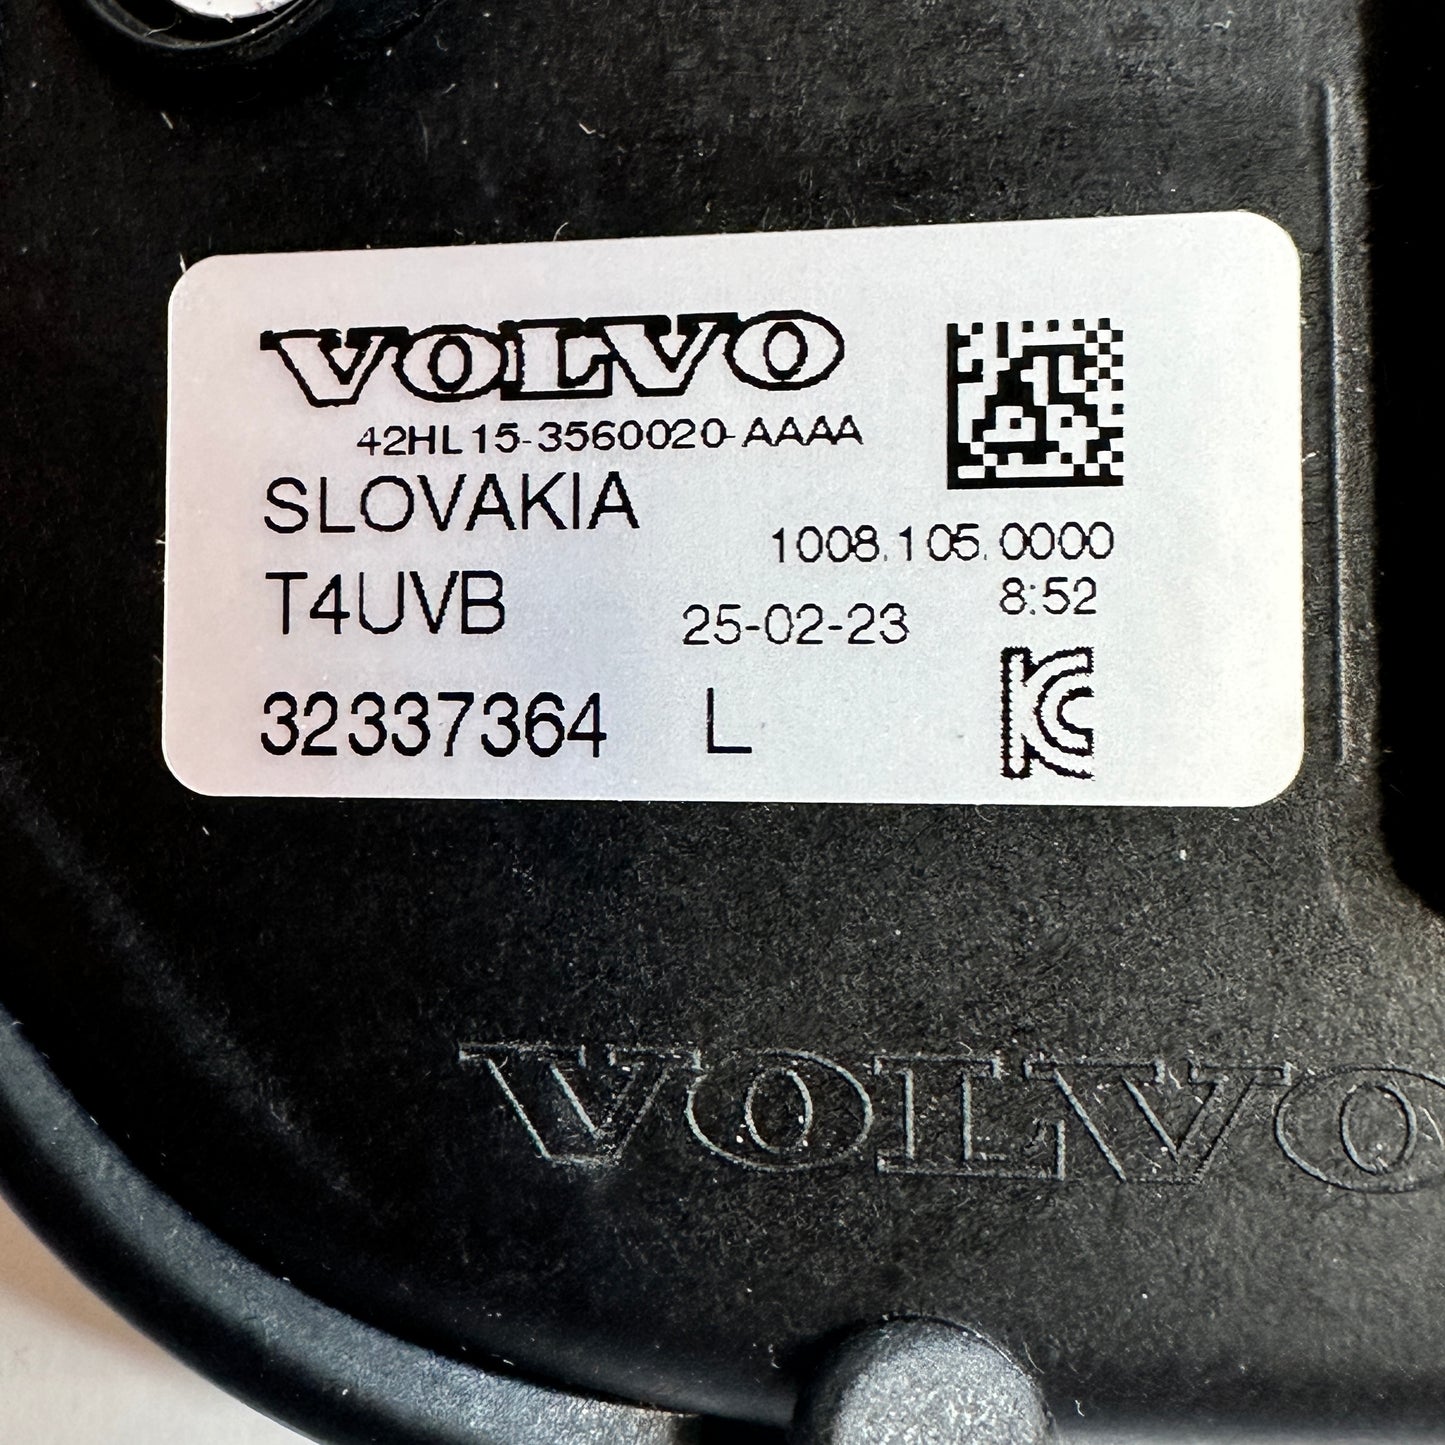 VOLVO
42HL15-3560020-AAAA
SLOVAKIA
1008.105.0000
T4UVB 25-02-23 8:52
32337364 L
VOLVO